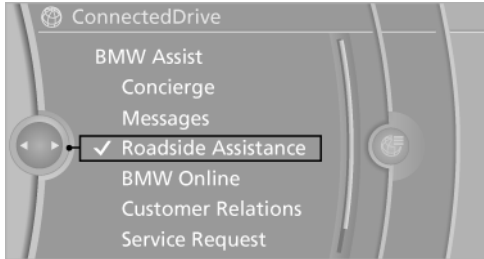 ConnectedDrive
BMW Assist
Concierge
Messages
Roadside Assistance
BMW Online
Customer Relations
Service Request